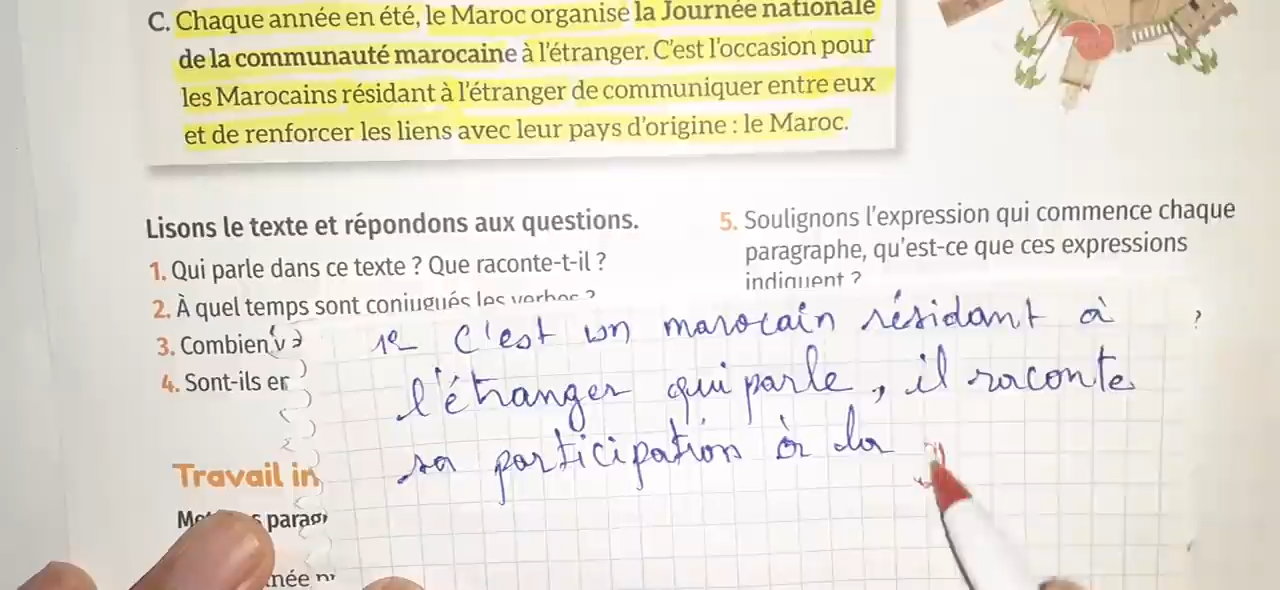 C. Chaque année en été, le Maroc organise la Journée nationale
de la communauté marocaine à l'étranger. C'est l'occasion pour
les Marocains résidant à l'étranger de communiquer entre eux
et de renforcer les liens avec leur pays d'origine : le Maroc.
Lisons le texte et répondons aux questions.
1. Qui parle dans ce texte ? Que raconte-t-il ?
2. À quel temps sont conjugués les verbes ?
3. Combien
4. Sont-ils
5. Soulignons l'expression qui commence chaque
paragraphe, qu'est-ce que ces expressions
indiquent ?
?
c'est un marocain résidant à
l'étranger qui parle, il raconte
sa participation à la
Travail in
parag
née